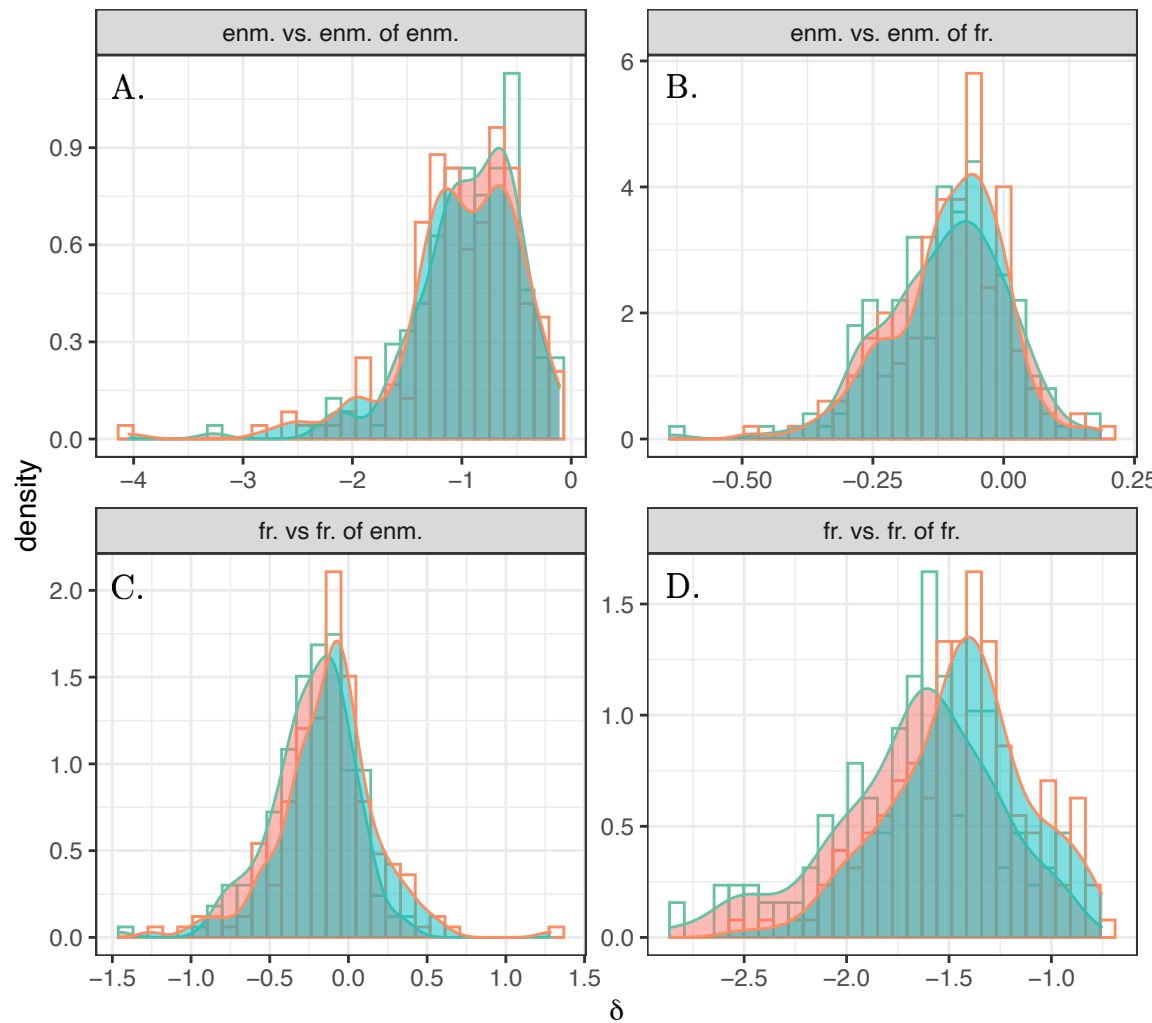 enm. vs. enm. of enm.
enm. vs. enm. of fr.
A.
B.
0.9
0.6
0.3
0.0
6
4
2
0
−4 −3 −2 −1 0
−0.50 −0.25 0.00 0.25
density
fr. vs fr. of enm.
fr. vs. fr. of fr.
C.
D.
2.0
1.5
1.0
0.5
0.0
1.5
1.0
0.5
0.0
−1.5 −1.0 −0.5 0.0 0.5 1.0 1.5
−2.5 −2.0 −1.5 −1.0
δ